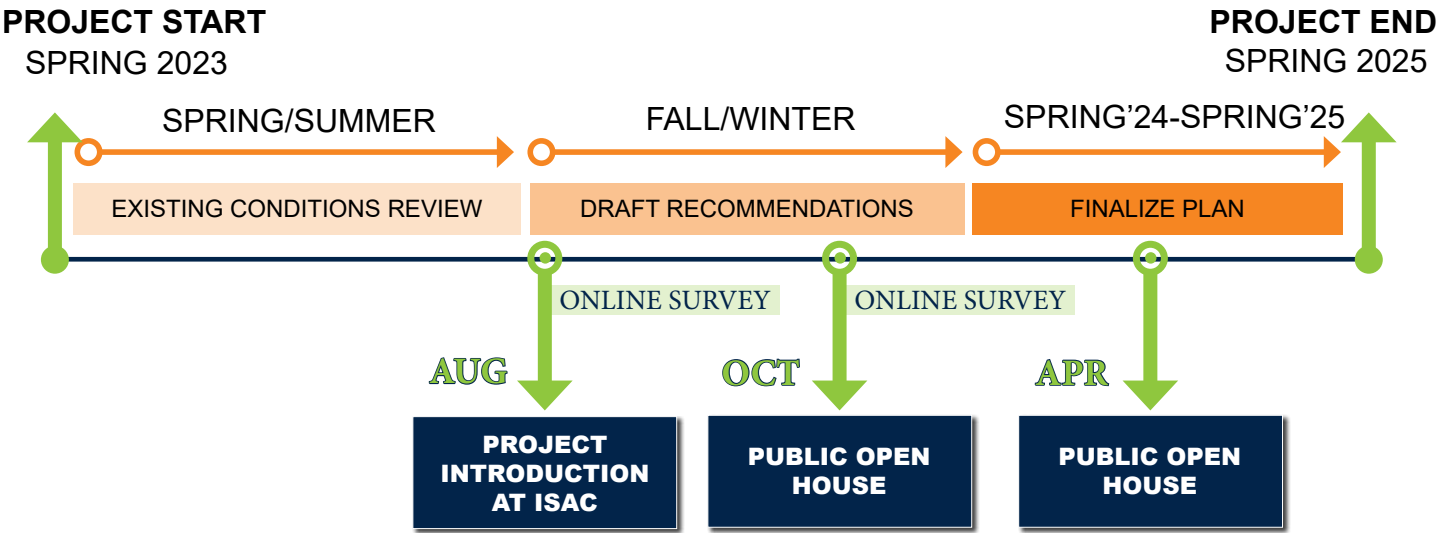 PROJECT START
SPRING 2023
PROJECT END
SPRING 2025
SPRING/SUMMER
FALL/WINTER
SPRING’24-SPRING’25
EXISTING CONDITIONS REVIEW
DRAFT RECOMMENDATIONS
FINALIZE PLAN
ONLINE SURVEY
ONLINE SURVEY
AUG
OCT
APR
PROJECT
INTRODUCTION
AT ISAC
PUBLIC OPEN
HOUSE
PUBLIC OPEN
HOUSE